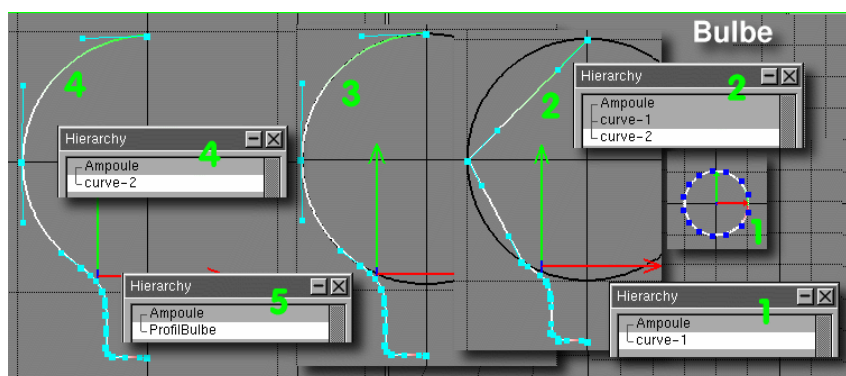 Bulbe
4
3
2
Hierarchy
2
Ampoule
curve-1
curve-2
Hierarchy
4
Ampoule
curve-2
1
Hierarchy
5
Ampoule
ProfilBulbe
Hierarchy
1
Ampoule
curve-1